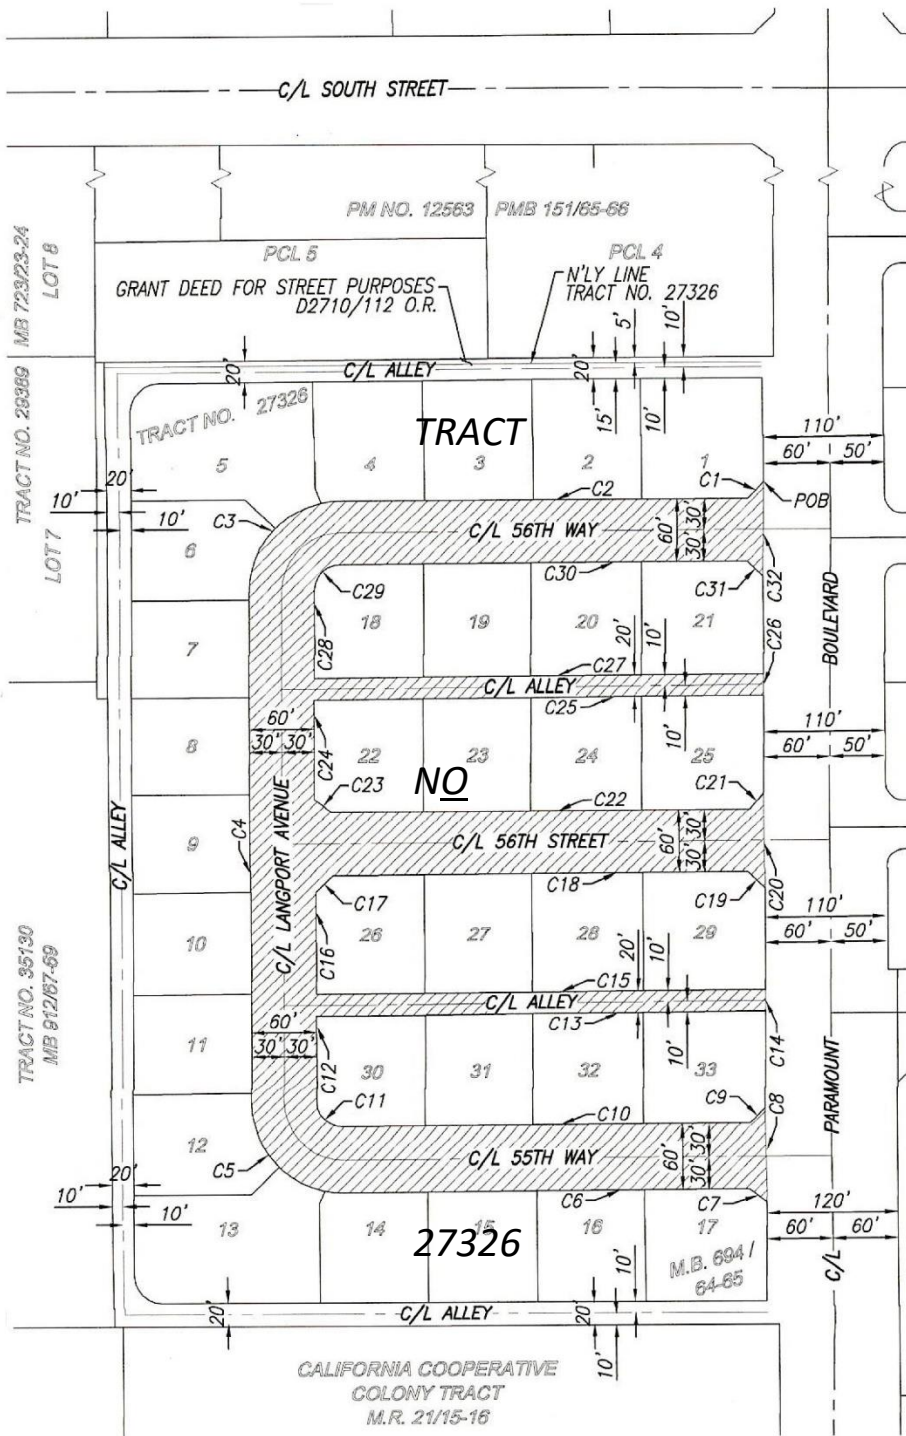 C/L SOUTH STREET
PM NO. 12563
PMB 151/65-66
MB 723/23-24
LOT 8
PCL 5
PCL 4
GRANT DEED FOR STREET PURPOSES
D2710/112 O.R.
N'LY LINE
TRACT NO. 27326
5'
10'
20'
C/L ALLEY
20'
15'
10'
TRACT NO. 29389
LOT 7
TRACT NO. 27326
TRACT
110'
60'
50'
5
4
3
2
1
C1
POB
20'
10'
10'
C2
C3
C/L 56TH WAY
60'
30'
30'
6
C30
C31
C32
C29
18
19
20
21
BOULEVARD
7
C28
20'
10'
C26
C27
C/L ALLEY
C25
60'
30'
30'
10'
110'
60'
50'
8
C24
22
23
24
25
C23
NO
C22
C21
C4
C/L ALLEY
9
C/L LANGPORT AVENUE
C/L 56TH STREET
60'
30'
30'
C17
C18
C19
C20
110'
60'
50'
10
C16
26
27
28
29
20'
10'
TRACT NO. 35130
MB 912/67-69
C15
C/L ALLEY
C13
60'
30'
30'
10'
C14
11
C12
30
31
32
33
PARAMOUNT
C11
C10
C9
C8
12
C5
C/L 55TH WAY
60'
30'
30'
20'
10'
10'
C6
C7
120'
60'
60'
13
14
15
16
17
27326
M.B. 694 /
64-65
10'
C/L
20'
C/L ALLEY
20'
10'
CALIFORNIA COOPERATIVE
COLONY TRACT
M.R. 21/15-16